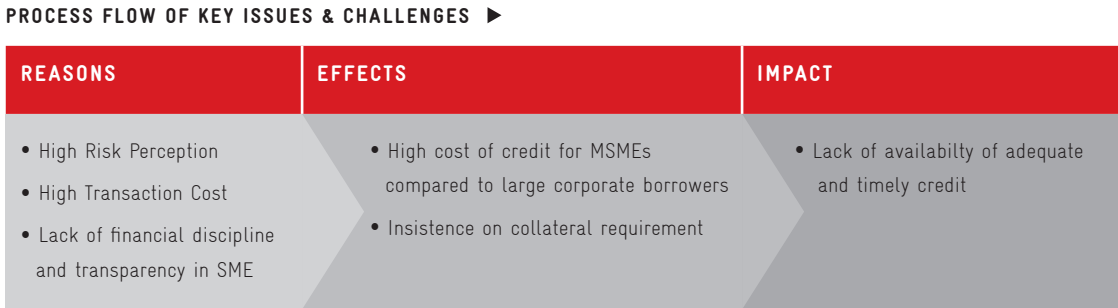 PROCESS FLOW OF KEY ISSUES & CHALLENGES ▶
REASONS
• High Risk Perception
• High Transaction Cost
• Lack of financial discipline
and transparency in SME
EFFECTS
• High cost of credit for MSMEs
compared to large corporate borrowers
• Insistence on collateral requirement
IMPACT
• Lack of availabilty of adequate
and timely credit